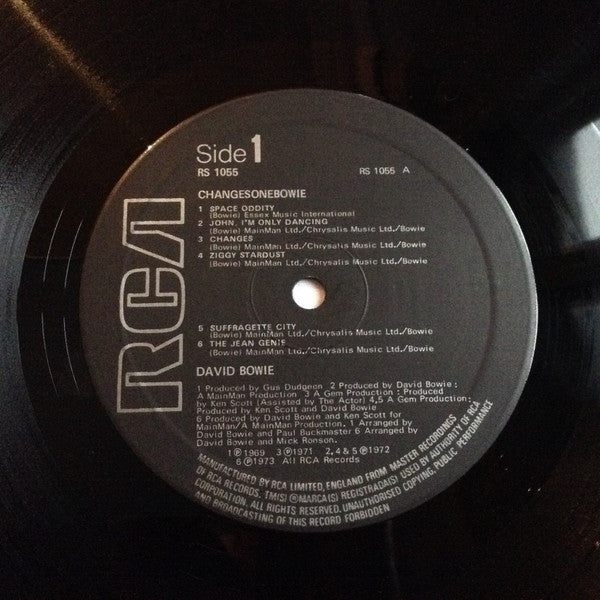 RCA
Side 1
RS 1055
RS 1055 A
CHANGESONEBOWIE
1 SPACE ODDITY
(Bowie) Essex Music International
2 JOHN, I'M ONLY DANCING
(Bowie) MainMan Ltd./Chrysalis Music Ltd./Bowie
3 CHANGES
(Bowie) MainMan Ltd./Chrysalis Music Ltd./Bowie
4 ZIGGY STARDUST
(Bowie) MainMan Ltd./Chrysalis Music Ltd./Bowie
5 SUFFRAGETTE CITY
(Bowie) MainMan Ltd./Chrysalis Music Ltd./Bowie
6 THE JEAN GENIE
(Bowie) MainMan Ltd./Chrysalis Music Ltd./Bowie
DAVID BOWIE
1 Produced by Gus Dudgeon 2 Produced by David Bowie :
A MainMan Production 3 A Gem Production : Produced
by Ken Scott (Assisted by The Actor) 4,5 A Gem Production:
Produced by Ken Scott and David Bowie
6 Produced by David Bowie and Ken Scott for
MainMan/A MainMan Production. 1 Arranged by
David Bowie and Paul Buckmaster 6 Arranged by
David Bowie and Mick Ronson.
1 ℗ 1969 3 ℗ 1971 2, 4 & 5 ℗ 1972
6 ℗ 1973 All RCA Records
MANUFACTURED BY RCA LIMITED, ENGLAND FROM MASTER RECORDINGS
OF RCA RECORDS. TM(S) ® MARCA(S) REGISTRADA(S) USED BY AUTHORITY OF RCA
CORPORATION. ALL RIGHTS RESERVED. UNAUTHORISED COPYING, PUBLIC PERFORMANCE
AND BROADCASTING OF THIS RECORD FORBIDDEN